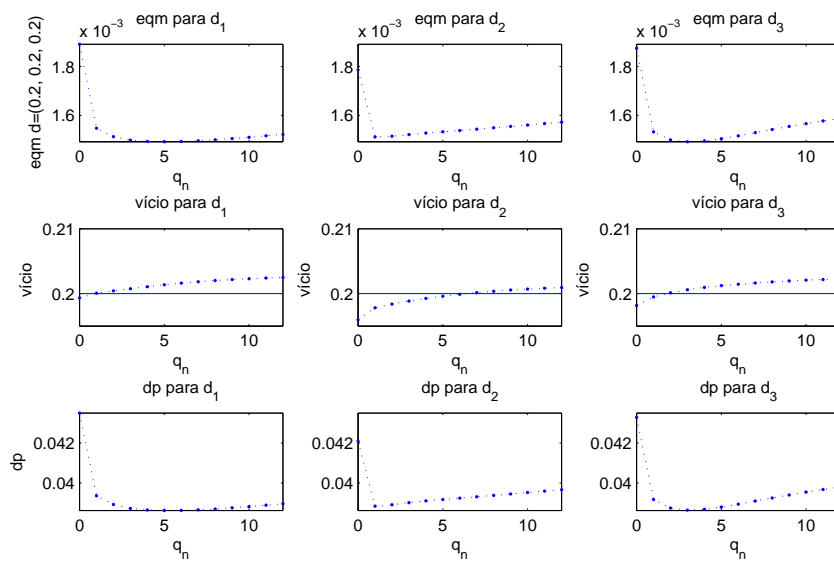 eqm para d1
eqm para d2
eqm para d3
x 10−3
x 10−3
x 10−3
eqm d=(0.2, 0.2, 0.2)
1.8
1.6
1.8
1.6
1.8
1.6
0 5 10
0 5 10
0 5 10
qn
qn
qn
vício para d1
vício para d2
vício para d3
vício
vício
vício
0.21
0.2
0.21
0.2
0.21
0.2
0 5 10
0 5 10
0 5 10
qn
qn
qn
dp para d1
dp para d2
dp para d3
dp
0.042
0.04
0.042
0.04
0.042
0.04
0 5 10
0 5 10
0 5 10
qn
qn
qn